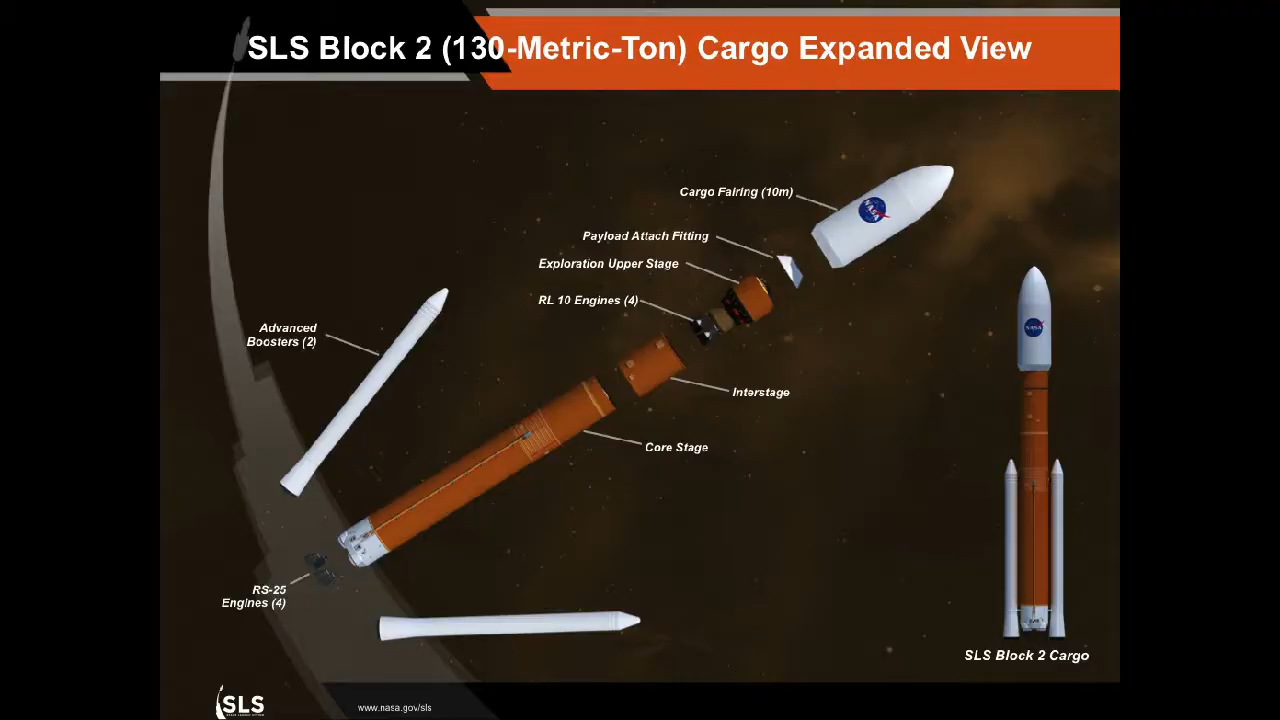 SLS Block 2 (130-Metric-Ton) Cargo Expanded View
Cargo Fairing (10m)
NASA
Payload Attach Fitting
Exploration Upper Stage
RL 10 Engines (4)
Advanced
Boosters (2)
NASA
Interstage
Core Stage
RS-25
Engines (4)
SLS Block 2 Cargo
SLS
www.nasa.gov/sls